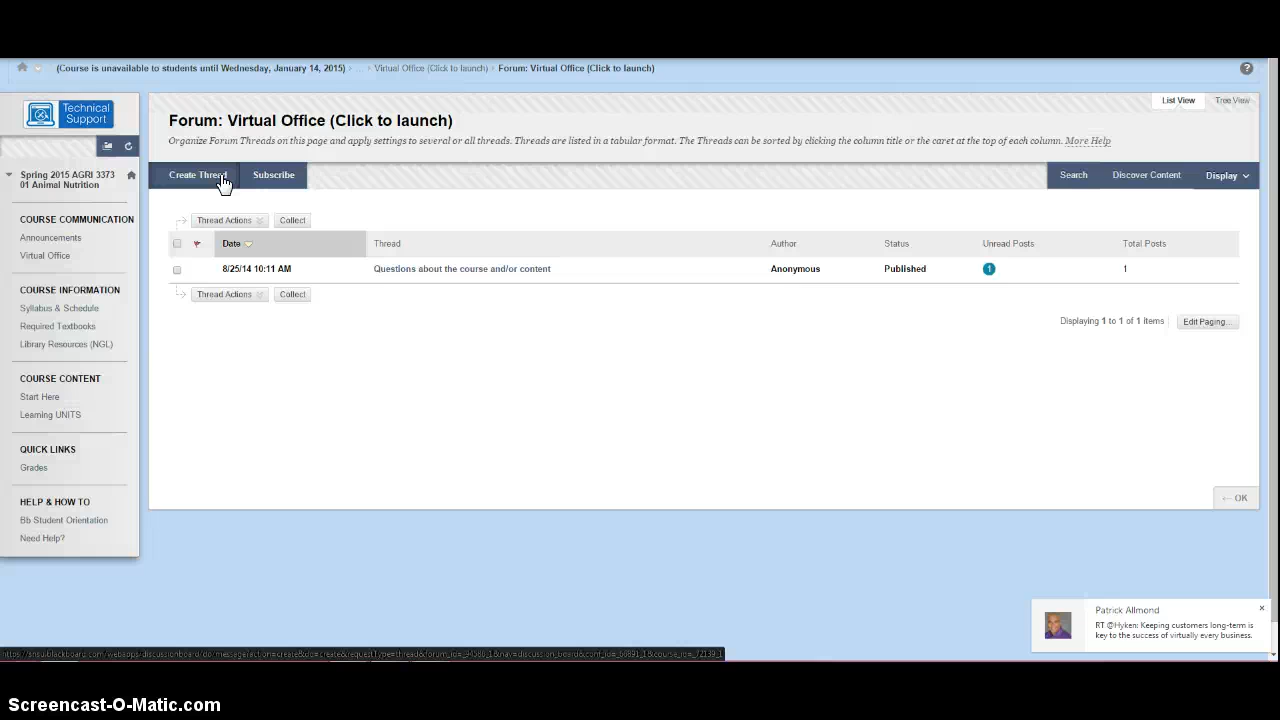 (Course is unavailable to students until Wednesday, January 14, 2015) > ... > Virtual Office (Click to launch) > Forum: Virtual Office (Click to launch)
?
Technical
Support
List View
Tree View
Forum: Virtual Office (Click to launch)
Organize Forum Threads on this page and apply settings to several or all threads. Threads are listed in a tabular format. The Threads can be sorted by clicking the column title or the caret at the top of each column. More Help
Create Thread
Subscribe
Search
Discover Content
Display
Spring 2015 AGRI 3373
01 Animal Nutrition
COURSE COMMUNICATION
Announcements
Virtual Office
COURSE INFORMATION
Syllabus & Schedule
Required Textbooks
Library Resources (NGL)
COURSE CONTENT
Start Here
Learning UNITS
QUICK LINKS
Grades
HELP & HOW TO
Bb Student Orientation
Need Help?
Thread Actions
Collect
Date
Thread
Author
Status
Unread Posts
Total Posts
8/25/14 10:11 AM
Questions about the course and/or content
Anonymous
Published
1
1
Thread Actions
Collect
Displaying 1 to 1 of 1 items
Edit Paging...
← OK
Patrick Allmond
x
RT @Hyken: Keeping customers long-term is
key to the success of virtually every business.
Screencast-O-Matic.com